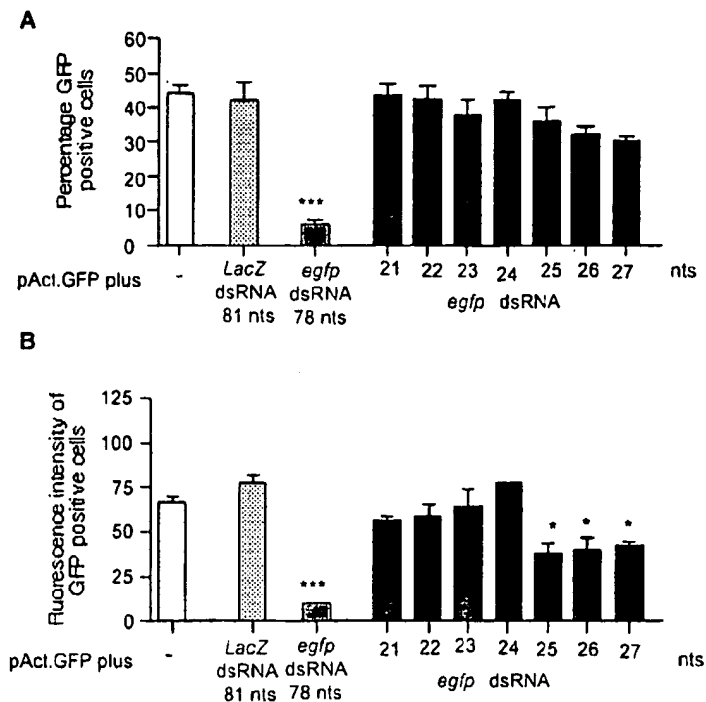 A
Percentage GFP
positive cells
60
50
40
30
20
10
0
***
pAct.GFP plus
-
LacZ
dsRNA
81 nts
egfp
dsRNA
78 nts
21 22 23 24 25 26 27 nts
egfp dsRNA
B
Fluorescence intensity of
GFP positive cells
125
100
75
50
25
0
***
* * *
pAct.GFP plus
-
LacZ
dsRNA
81 nts
egfp
dsRNA
78 nts
21 22 23 24 25 26 27 nts
egfp dsRNA